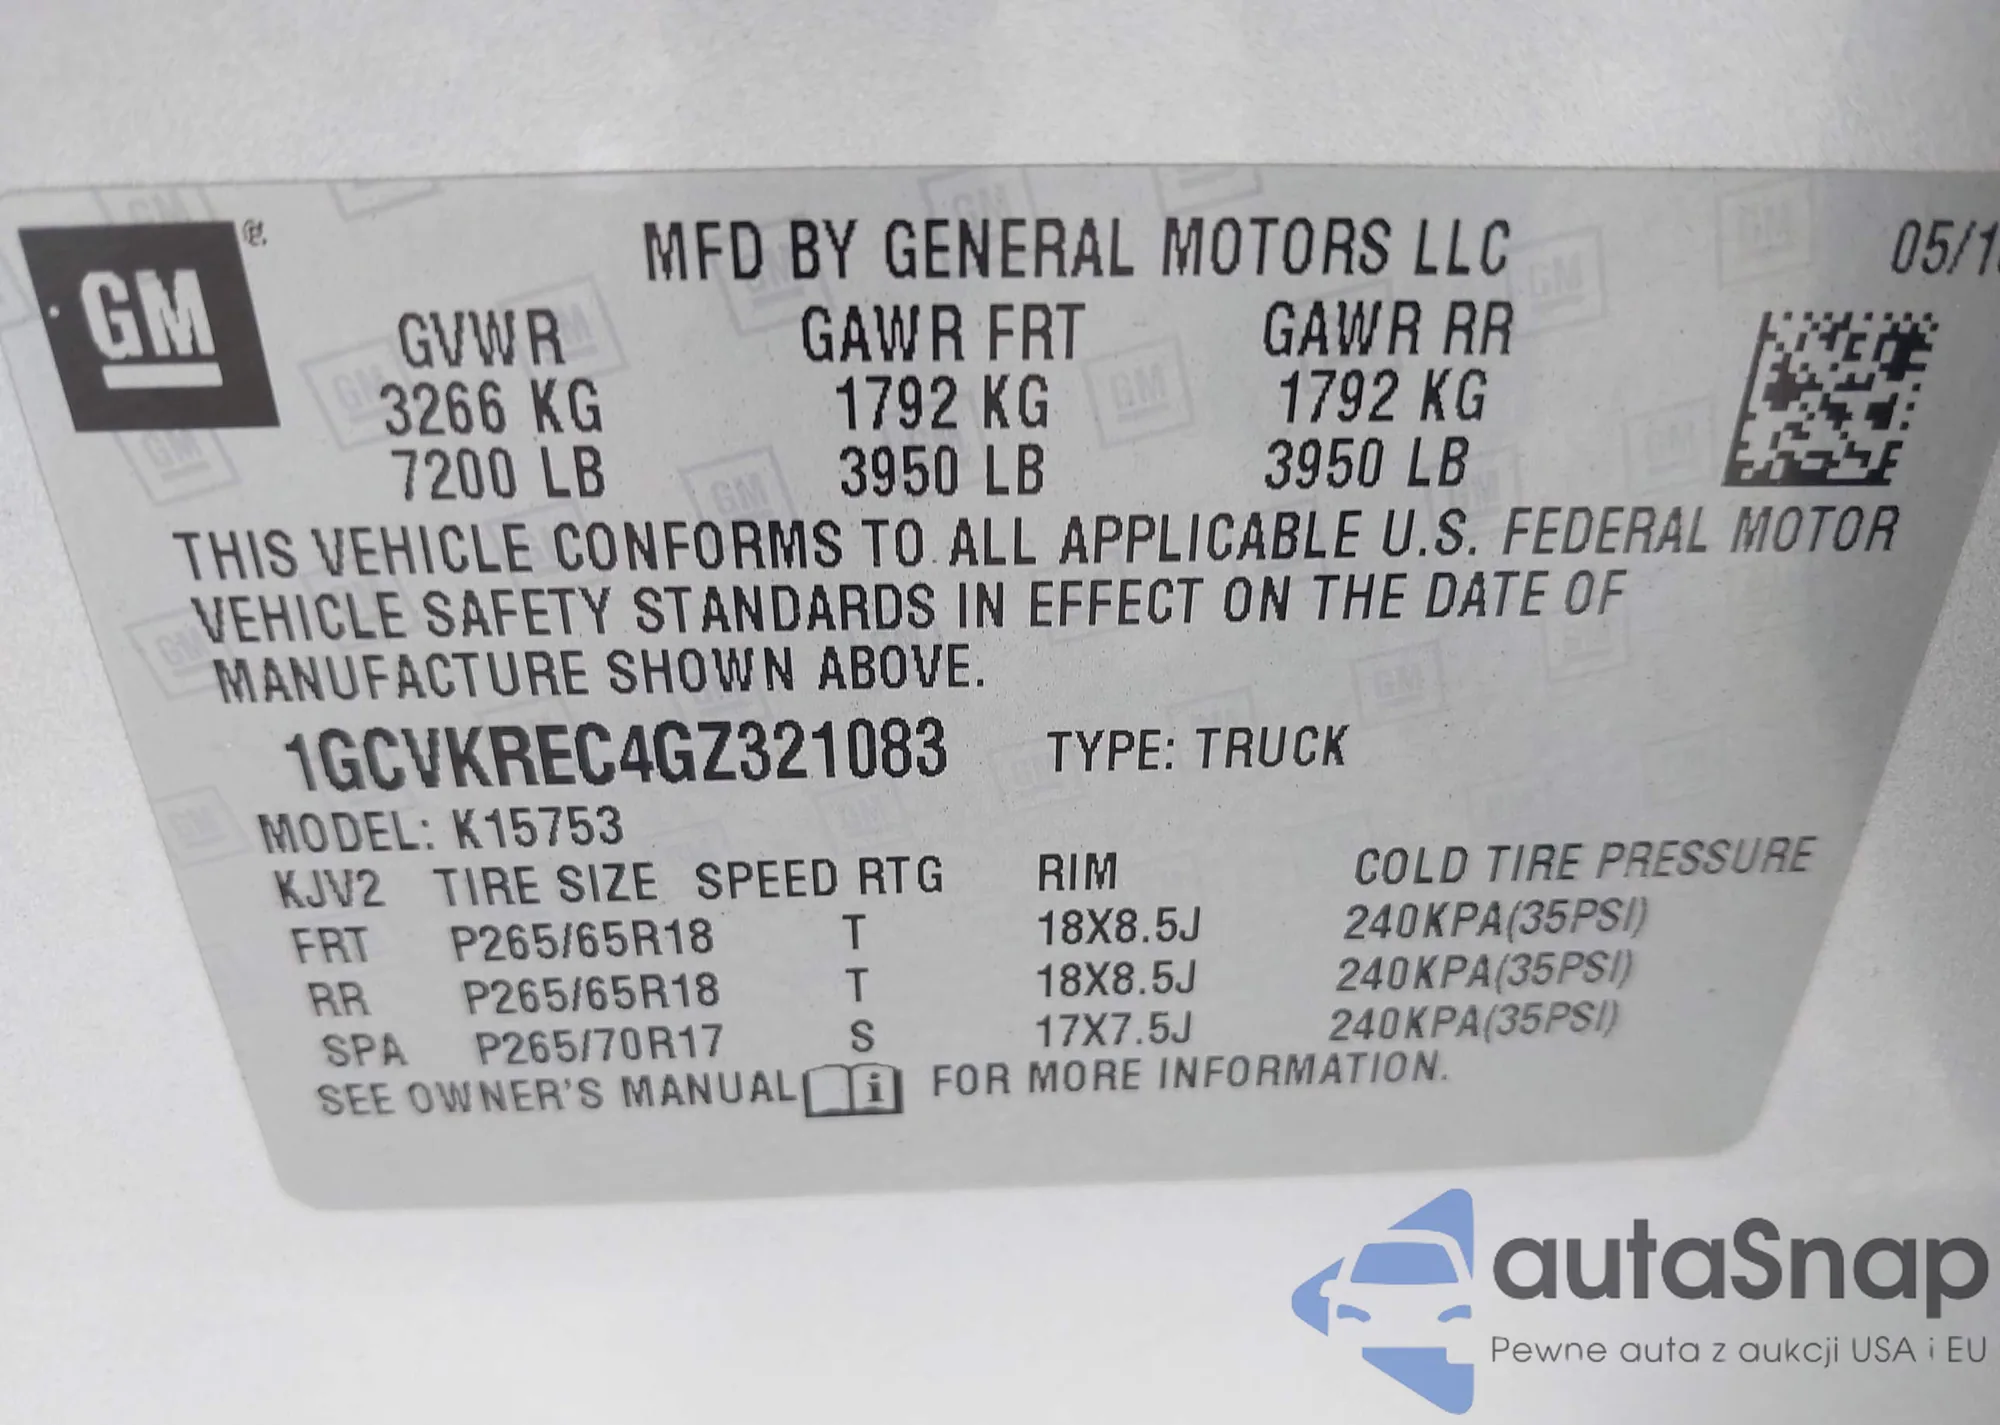 GM
MFD BY GENERAL MOTORS LLC
GVWR GAWR FRT GAWR RR
3266 KG 1792 KG 1792 KG
7200 LB 3950 LB 3950 LB
THIS VEHICLE CONFORMS TO ALL APPLICABLE U.S. FEDERAL MOTOR
VEHICLE SAFETY STANDARDS IN EFFECT ON THE DATE OF
MANUFACTURE SHOWN ABOVE.
1GCVKREC4GZ321083 TYPE: TRUCK
MODEL: K15753
KJV2 TIRE SIZE SPEED RTG RIM COLD TIRE PRESSURE
FRT P265/65R18 T 18X8.5J 240KPA(35PSI)
RR P265/65R18 T 18X8.5J 240KPA(35PSI)
SPA P265/70R17 S 17X7.5J 240KPA(35PSI)
SEE OWNER'S MANUAL i FOR MORE INFORMATION.
autaSnap
Pewne auta z aukcji USA i EU